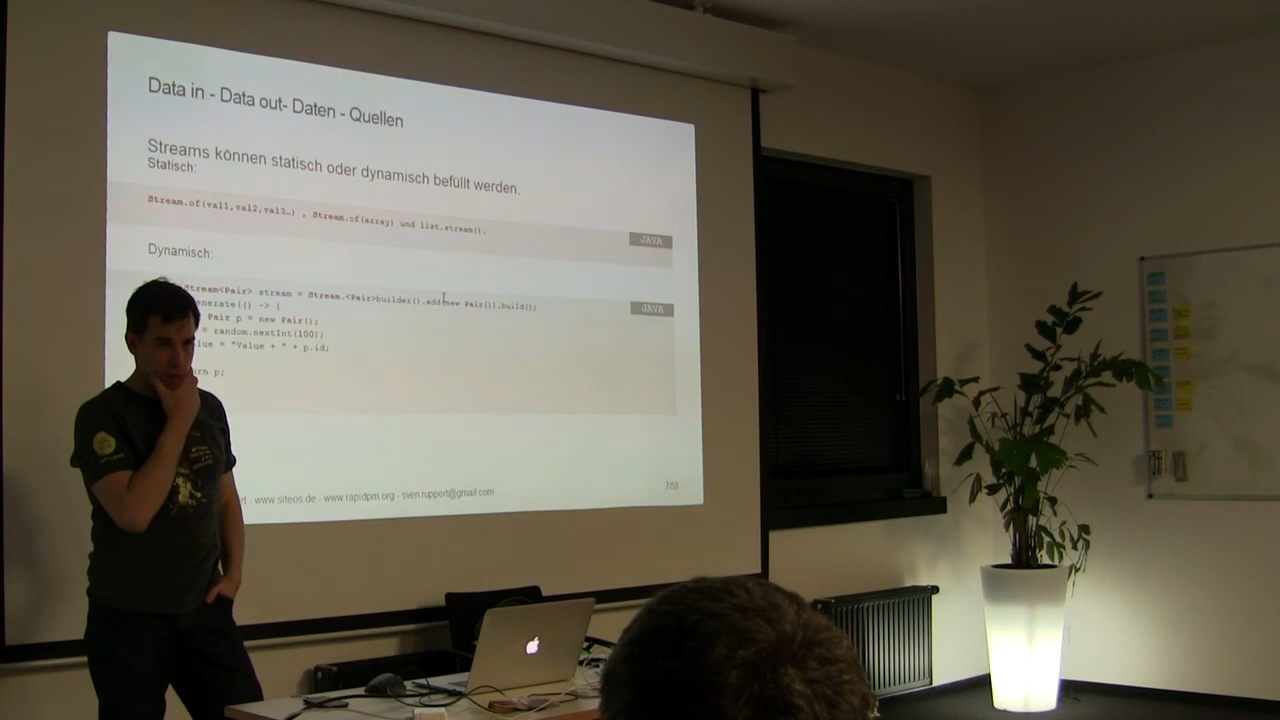 Data in - Data out- Daten - Quellen
Streams können statisch oder dynamisch befüllt werden.
Statisch:
Stream.of(val1,val2,val3…) , Stream.of(array) und list.stream().
JAVA
Dynamisch:
Stream<Pair> stream = Stream.<Pair>builder().add(new Pair()).build();
JAVA
enerate(() -> {
Pair p = new Pair();
= random.nextInt(100);
alue = "Value + " + p.id;
urn p;
rt - www.siteos.de - www.rapidpm.org - sven.ruppert@gmail.com
7/59